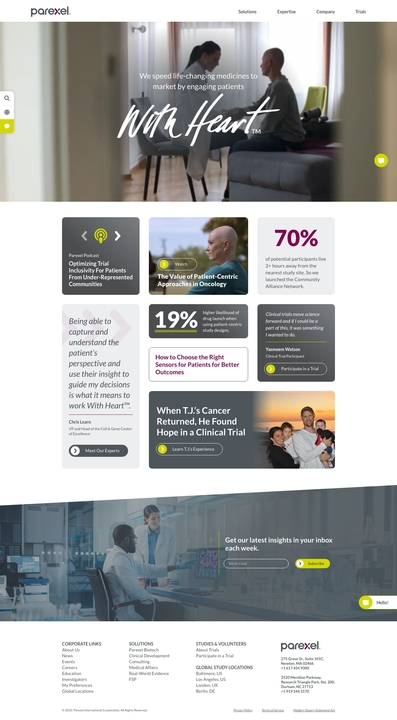 parexel.
Solutions
Expertise
Company
Trials
We speed life-changing medicines to
market by engaging patients
With Heart™
Parexel Podcast
Optimizing Trial
Inclusivity For Patients
From Under-Represented
Communities
Watch
The Value of Patient-Centric
Approaches in Oncology
70%
of potential participants live
2+ hours away from the
nearest study site. So we
launched the Community
Alliance Network.
Being able to
capture and
understand the
patient's
perspective and
use their insight to
guide my decisions
is what it means to
work With Heart™.
Chris Learn
VP and Head of the Cell & Gene Center
of Excellence
Meet Our Experts
19%
higher likelihood of
drug launch when
using patient-centric
study designs.
How to Choose the Right
Sensors for Patients for Better
Outcomes
Clinical trials move science
forward and if I could be a
part of this, it was something
I wanted to do.
Yasmeem Watson
Clinical Trial Participant
Participate in a Trial
When T.J.'s Cancer
Returned, He Found
Hope in a Clinical Trial
Learn T.J.'s Experience
Get our latest insights in your inbox
each week.
Subscribe
Hello!
CORPORATE LINKS
About Us
News
Events
Careers
Education
Investigators
My Preferences
Global Locations
SOLUTIONS
Parexel Biotech
Clinical Development
Consulting
Medical Affairs
Real-World Evidence
FSP
STUDIES & VOLUNTEERS
About Trials
Participate in a Trial
GLOBAL STUDY LOCATIONS
Baltimore, US
Los Angeles, US
London, UK
Berlin, DE
parexel.
275 Grove St., Suite 101C,
Newton, MA 02466
+1 617 454 9300
2520 Meridian Parkway,
Research Triangle Park, Ste. 200,
Durham, NC 27713
+1 919 544 3170
Privacy Policy
Terms of Service
Modern Slavery Statement Act